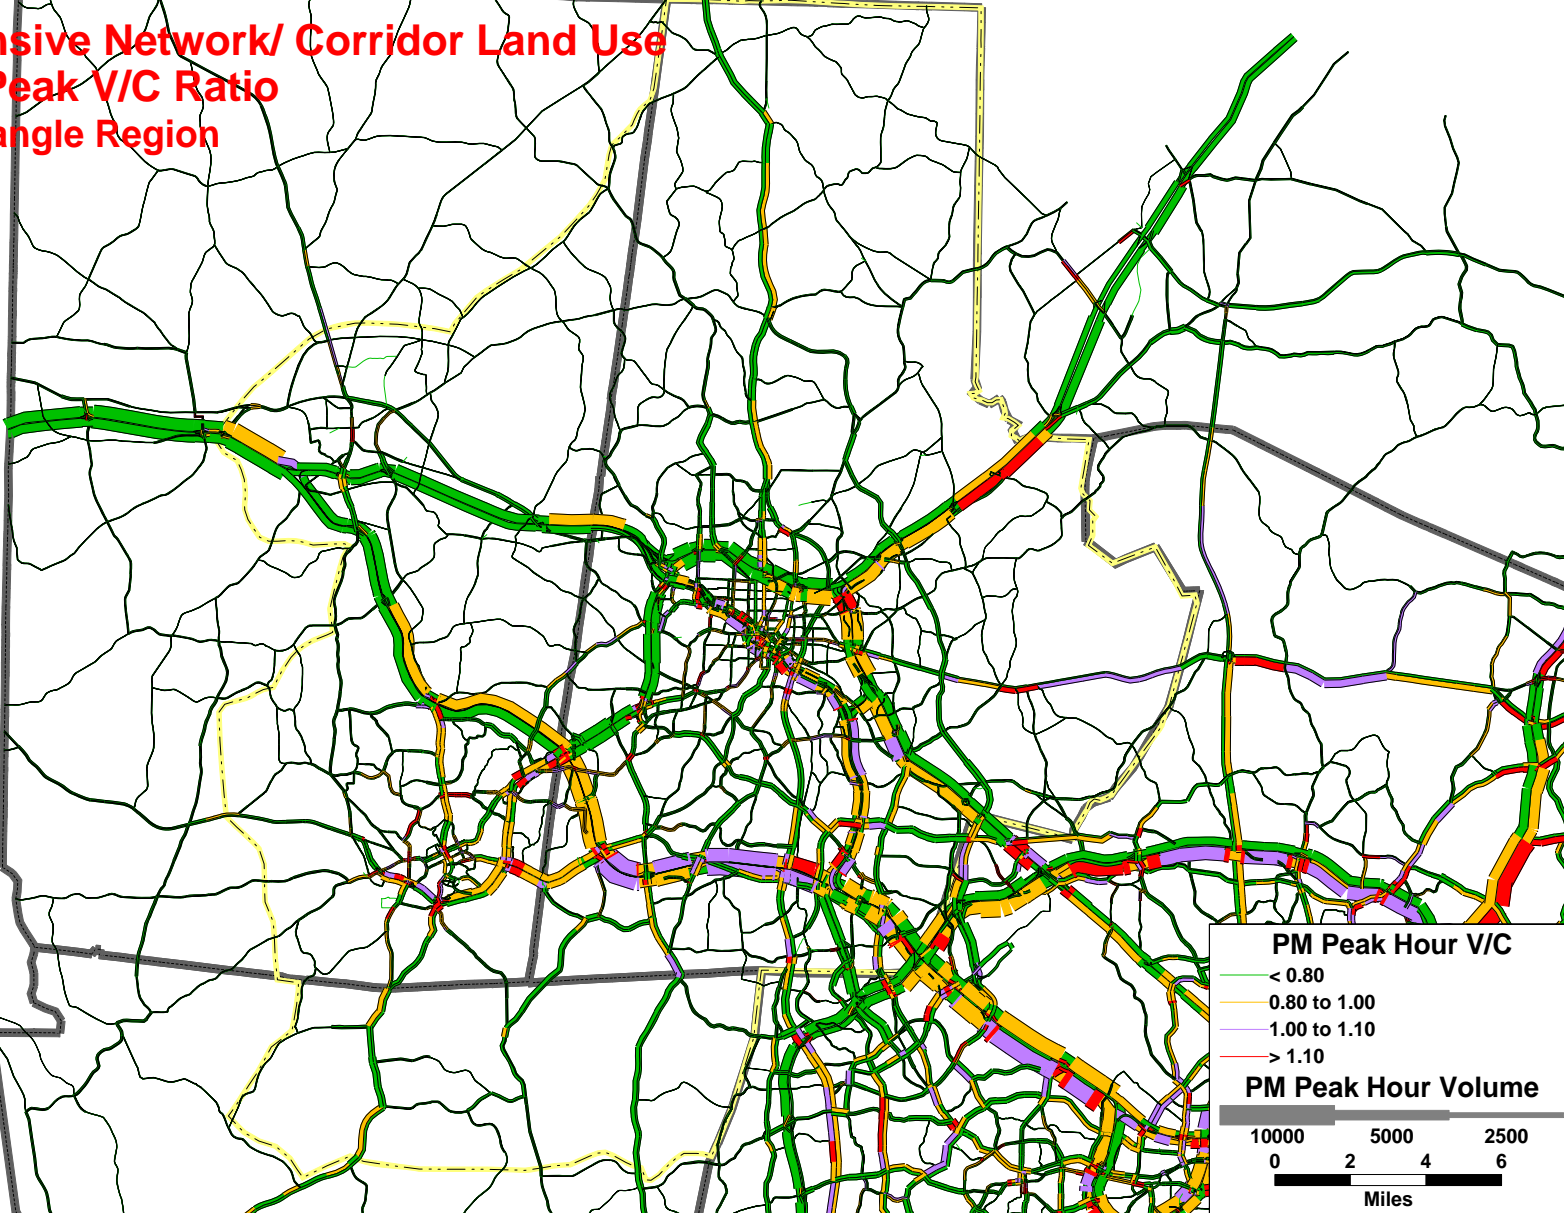 nsive Network/ Corridor Land Use
Peak V/C Ratio
angle Region
PM Peak Hour V/C
< 0.80
0.80 to 1.00
1.00 to 1.10
> 1.10
PM Peak Hour Volume
10000 5000 2500
0 2 4 6
Miles